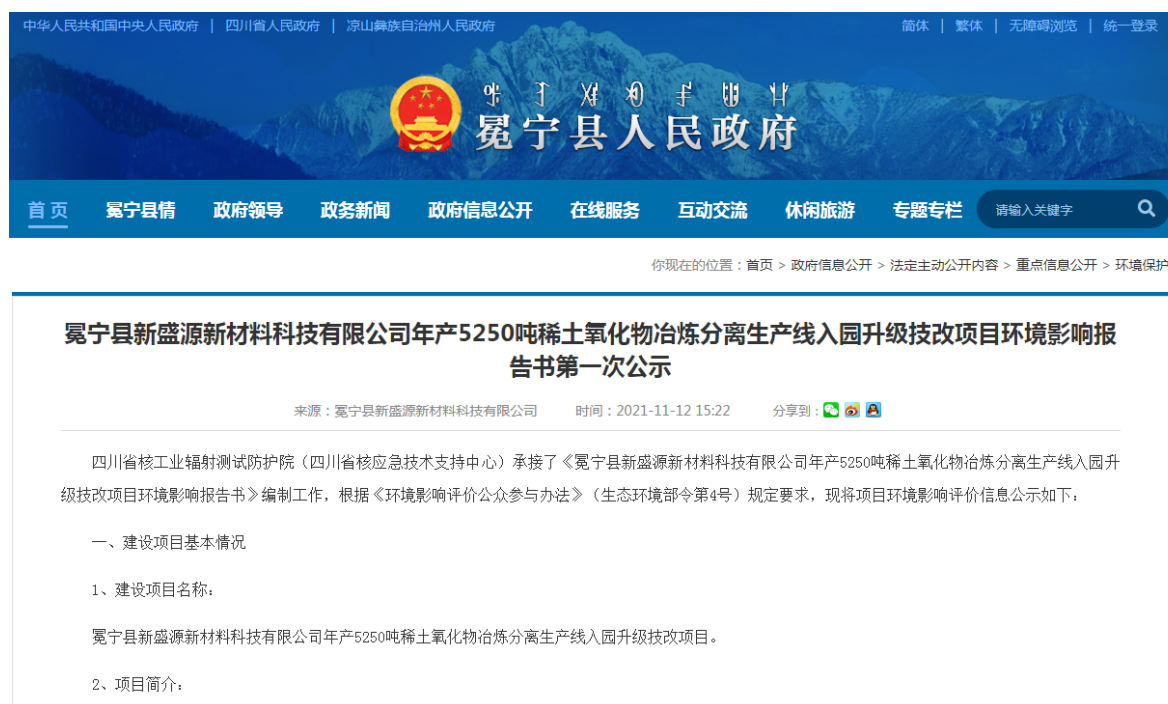 中华人民共和国中央人民政府 | 四川省人民政府 | 凉山彝族自治州人民政府
简体 | 繁体 | 无障碍浏览 | 统一登录
冕宁县人民政府
首页 冕宁县情 政府领导 政务新闻 政府信息公开 在线服务 互动交流 休闲旅游 专题专栏 请输入关键字
你现在的位置：首页 > 政府信息公开 > 法定主动公开内容 > 重点信息公开 > 环境保护
冕宁县新盛源新材料科技有限公司年产5250吨稀土氧化物冶炼分离生产线入园升级技改项目环境影响报
告书第一次公示
来源：冕宁县新盛源新材料科技有限公司 时间：2021-11-12 15:22 分享到：
四川省核工业辐射测试防护院（四川省核应急技术支持中心）承接了《冕宁县新盛源新材料科技有限公司年产5250吨稀土氧化物冶炼分离生产线入园升
级技改项目环境影响报告书》编制工作，根据《环境影响评价公众参与办法》（生态环境部令第4号）规定要求，现将项目环境影响评价信息公示如下：
一、建设项目基本情况
1、建设项目名称：
冕宁县新盛源新材料科技有限公司年产5250吨稀土氧化物冶炼分离生产线入园升级技改项目。
2、项目简介：